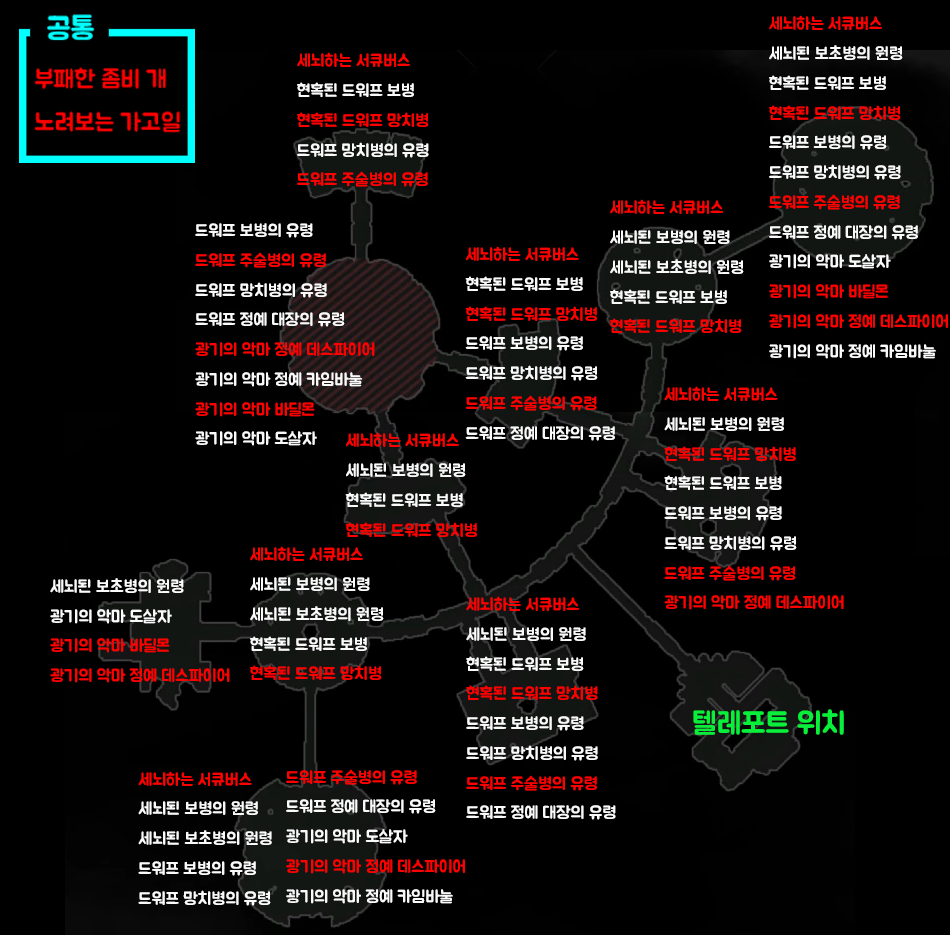 공통
부패한 좀비 개
노려보는 가고일
세뇌하는 서큐버스
현혹된 드워프 보병
현혹된 드워프 망치병
드워프 망치병의 유령
드워프 주술병의 유령
세뇌하는 서큐버스
세뇌된 보초병의 원령
현혹된 드워프 보병
현혹된 드워프 망치병
드워프 보병의 유령
드워프 망치병의 유령
드워프 주술병의 유령
드워프 정예 대장의 유령
광기의 악마 도살자
광기의 악마 바딜몬
광기의 악마 정예 데스파이어
광기의 악마 정예 카임바눌
드워프 보병의 유령
드워프 주술병의 유령
드워프 망치병의 유령
드워프 정예 대장의 유령
광기의 악마 정예 데스파이어
광기의 악마 정예 카임바눌
광기의 악마 바딜몬
광기의 악마 도살자
세뇌하는 서큐버스
현혹된 드워프 보병
현혹된 드워프 망치병
드워프 보병의 유령
드워프 망치병의 유령
드워프 주술병의 유령
드워프 정예 대장의 유령
세뇌하는 서큐버스
세뇌된 보병의 원령
세뇌된 보초병의 원령
현혹된 드워프 보병
현혹된 드워프 망치병
세뇌하는 서큐버스
세뇌된 보병의 원령
현혹된 드워프 망치병
현혹된 드워프 보병
드워프 보병의 유령
드워프 망치병의 유령
드워프 주술병의 유령
광기의 악마 정예 데스파이어
세뇌하는 서큐버스
세뇌된 보병의 원령
현혹된 드워프 보병
현혹된 드워프 망치병
세뇌된 보초병의 원령
광기의 악마 도살자
광기의 악마 바딜몬
광기의 악마 정예 데스파이어
세뇌하는 서큐버스
세뇌된 보병의 원령
세뇌된 보초병의 원령
현혹된 드워프 보병
현혹된 드워프 망치병
세뇌하는 서큐버스
세뇌된 보병의 원령
현혹된 드워프 보병
현혹된 드워프 망치병
드워프 보병의 유령
드워프 망치병의 유령
드워프 주술병의 유령
드워프 정예 대장의 유령
텔레포트 위치
세뇌하는 서큐버스
세뇌된 보병의 원령
세뇌된 보초병의 원령
드워프 보병의 유령
드워프 망치병의 유령
드워프 주술병의 유령
드워프 정예 대장의 유령
광기의 악마 도살자
광기의 악마 정예 데스파이어
광기의 악마 정예 카임바눌